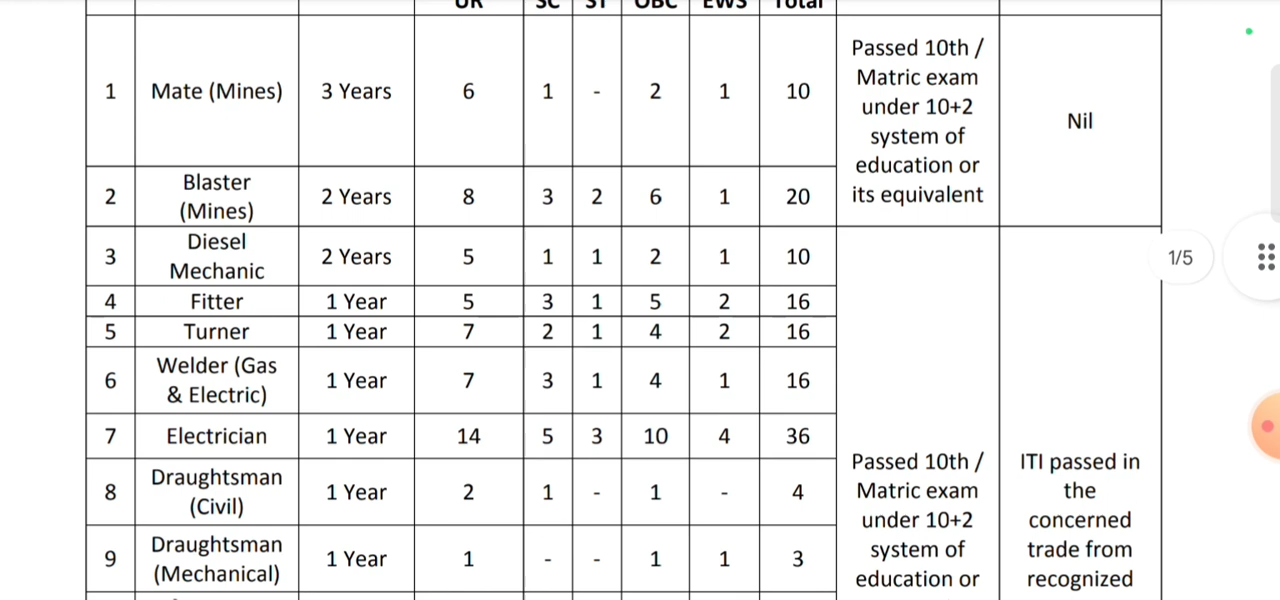 UR SC ST OBC EWS Total
1 Mate (Mines) 3 Years 6 1 - 2 1 10
Passed 10th /
Matric exam
under 10+2
system of
education or
its equivalent
Nil
2 Blaster
(Mines) 2 Years 8 3 2 6 1 20
3 Diesel
Mechanic 2 Years 5 1 1 2 1 10
4 Fitter 1 Year 5 3 1 5 2 16
5 Turner 1 Year 7 2 1 4 2 16
6 Welder (Gas
& Electric) 1 Year 7 3 1 4 1 16
7 Electrician 1 Year 14 5 3 10 4 36
8 Draughtsman
(Civil) 1 Year 2 1 - 1 - 4
9 Draughtsman
(Mechanical) 1 Year 1 - - 1 1 3
Passed 10th /
Matric exam
under 10+2
system of
education or
ITI passed in
the
concerned
trade from
recognized
1/5